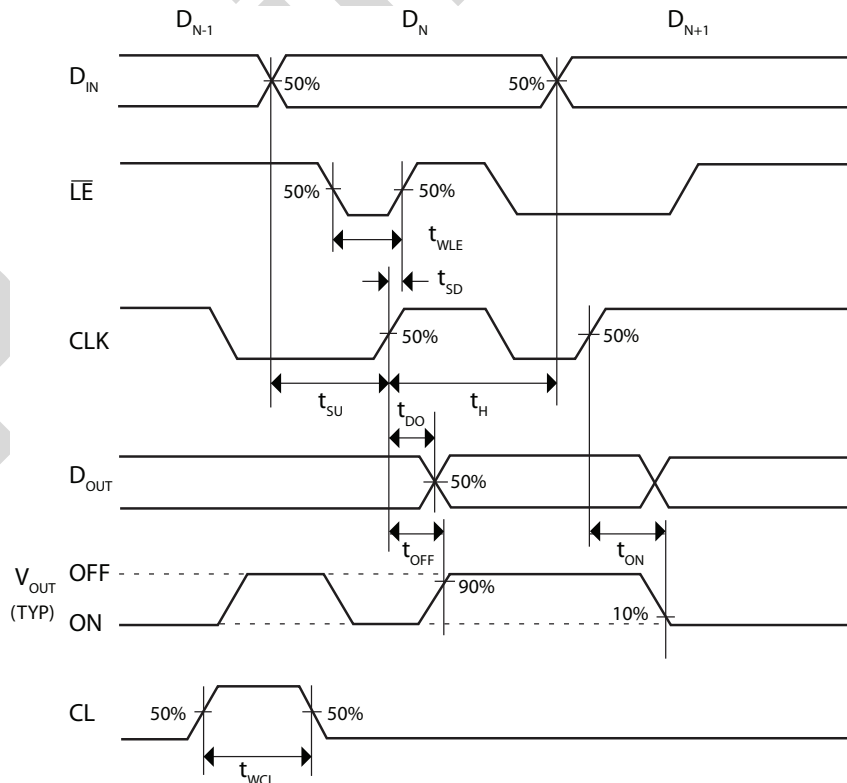 D_N-1 D_N D_N+1
D_IN 50% 50%
L̅E̅ 50% 50%
t_WLE
t_SD
CLK 50% 50%
t_SU t_H
t_DO
D_OUT 50%
t_OFF t_ON
V_OUT OFF
(TYP) 90%
ON 10%
CL 50% 50%
t_WCL